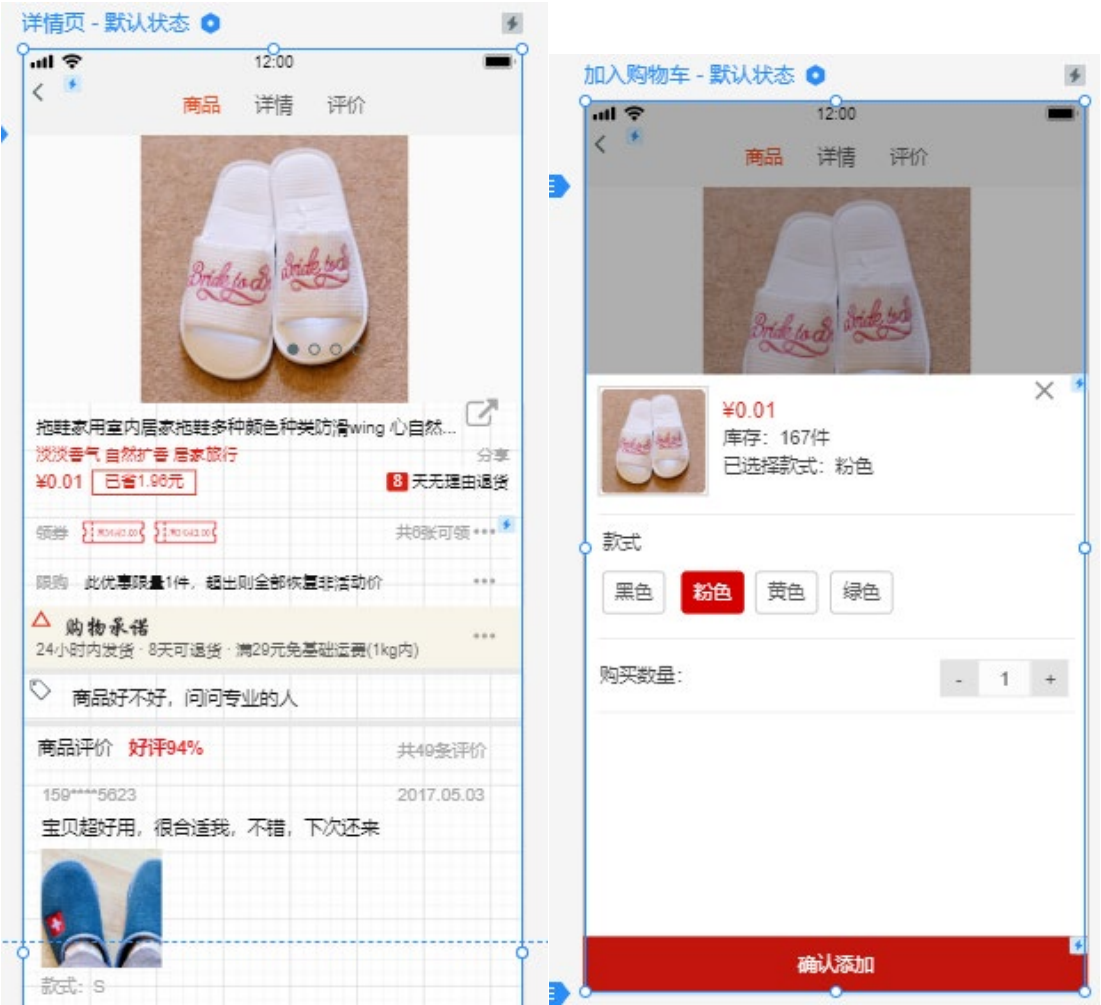 详情页 - 默认状态
12:00
商品 详情 评价
Bride to
拖鞋家用室内居家拖鞋多种颜色种类防滑wing 心自然...
淡淡香气 自然扩香 居家旅行
分享
¥0.01 已省1.96元
8 天无理由退货
领券
共6张可领
限购 此优惠限量1件，超出则全部恢复非活动价
购物承诺
24小时内发货 · 8天可退货 · 满29元免基础运费(1kg内)
商品好不好，问问专业的人
商品评价 好评94% 共49条评价
159****5623 2017.05.03
宝贝超好用，很合适我，不错，下次还来
款式：S
加入购物车 - 默认状态
12:00
商品 详情 评价
Bride to
¥0.01
库存：167件
已选择款式：粉色
款式
黑色 粉色 黄色 绿色
购买数量：
- 1 +
确认添加